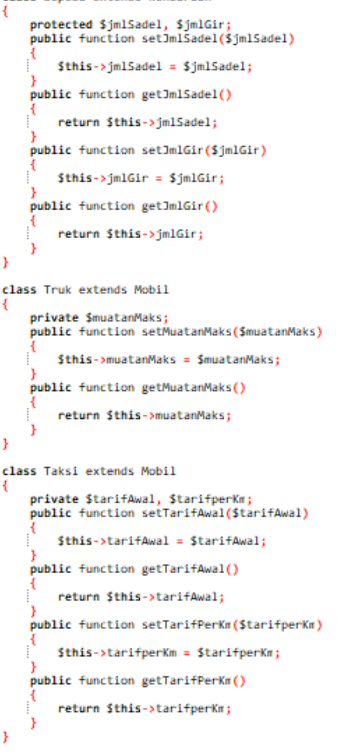 {
protected $jmlSadel, $jmlGir;
public function setJmlSadel($jmlSadel)
{
$this->jmlSadel = $jmlSadel;
}
public function getJmlSadel()
{
return $this->jmlSadel;
}
public function setJmlGir($jmlGir)
{
$this->jmlGir = $jmlGir;
}
public function getJmlGir()
{
return $this->jmlGir;
}
}
class Truk extends Mobil
{
private $muatanMaks;
public function setMuatanMaks($muatanMaks)
{
$this->muatanMaks = $muatanMaks;
}
public function getMuatanMaks()
{
return $this->muatanMaks;
}
}
class Taksi extends Mobil
{
private $tarifAwal, $tarifperKm;
public function setTarifAwal($tarifAwal)
{
$this->tarifAwal = $tarifAwal;
}
public function getTarifAwal()
{
return $this->tarifAwal;
}
public function setTarifPerKm($tarifperKm)
{
$this->tarifperKm = $tarifperKm;
}
public function getTarifPerKm()
{
return $this->tarifperKm;
}
}